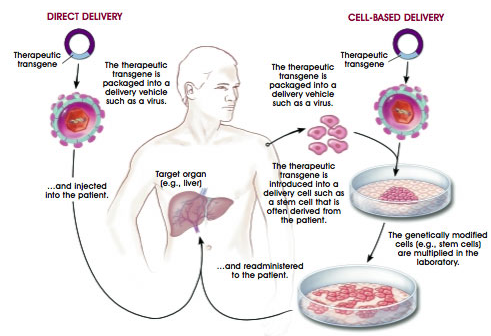 DIRECT DELIVERY
Therapeutic
transgene
The therapeutic
transgene is
packaged into a
delivery vehicle
such as a virus.
...and injected
into the patient.
Target organ
(e.g., liver)
CELL-BASED DELIVERY
The therapeutic
transgene is
packaged into a
delivery vehicle
such as a virus.
Therapeutic
transgene
The therapeutic
transgene is
introduced into a
delivery cell such as
a stem cell that is
often derived from
the patient.
The genetically modified
cells (e.g., stem cells)
are multiplied in the
laboratory.
...and readministered
to the patient.